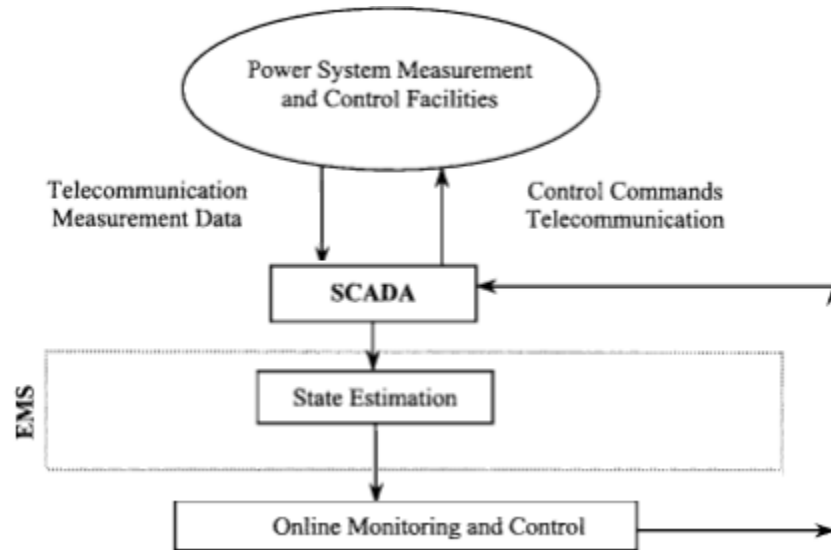 Power System Measurement
and Control Facilities
Telecommunication
Measurement Data
Control Commands
Telecommunication
SCADA
EMS
State Estimation
Online Monitoring and Control